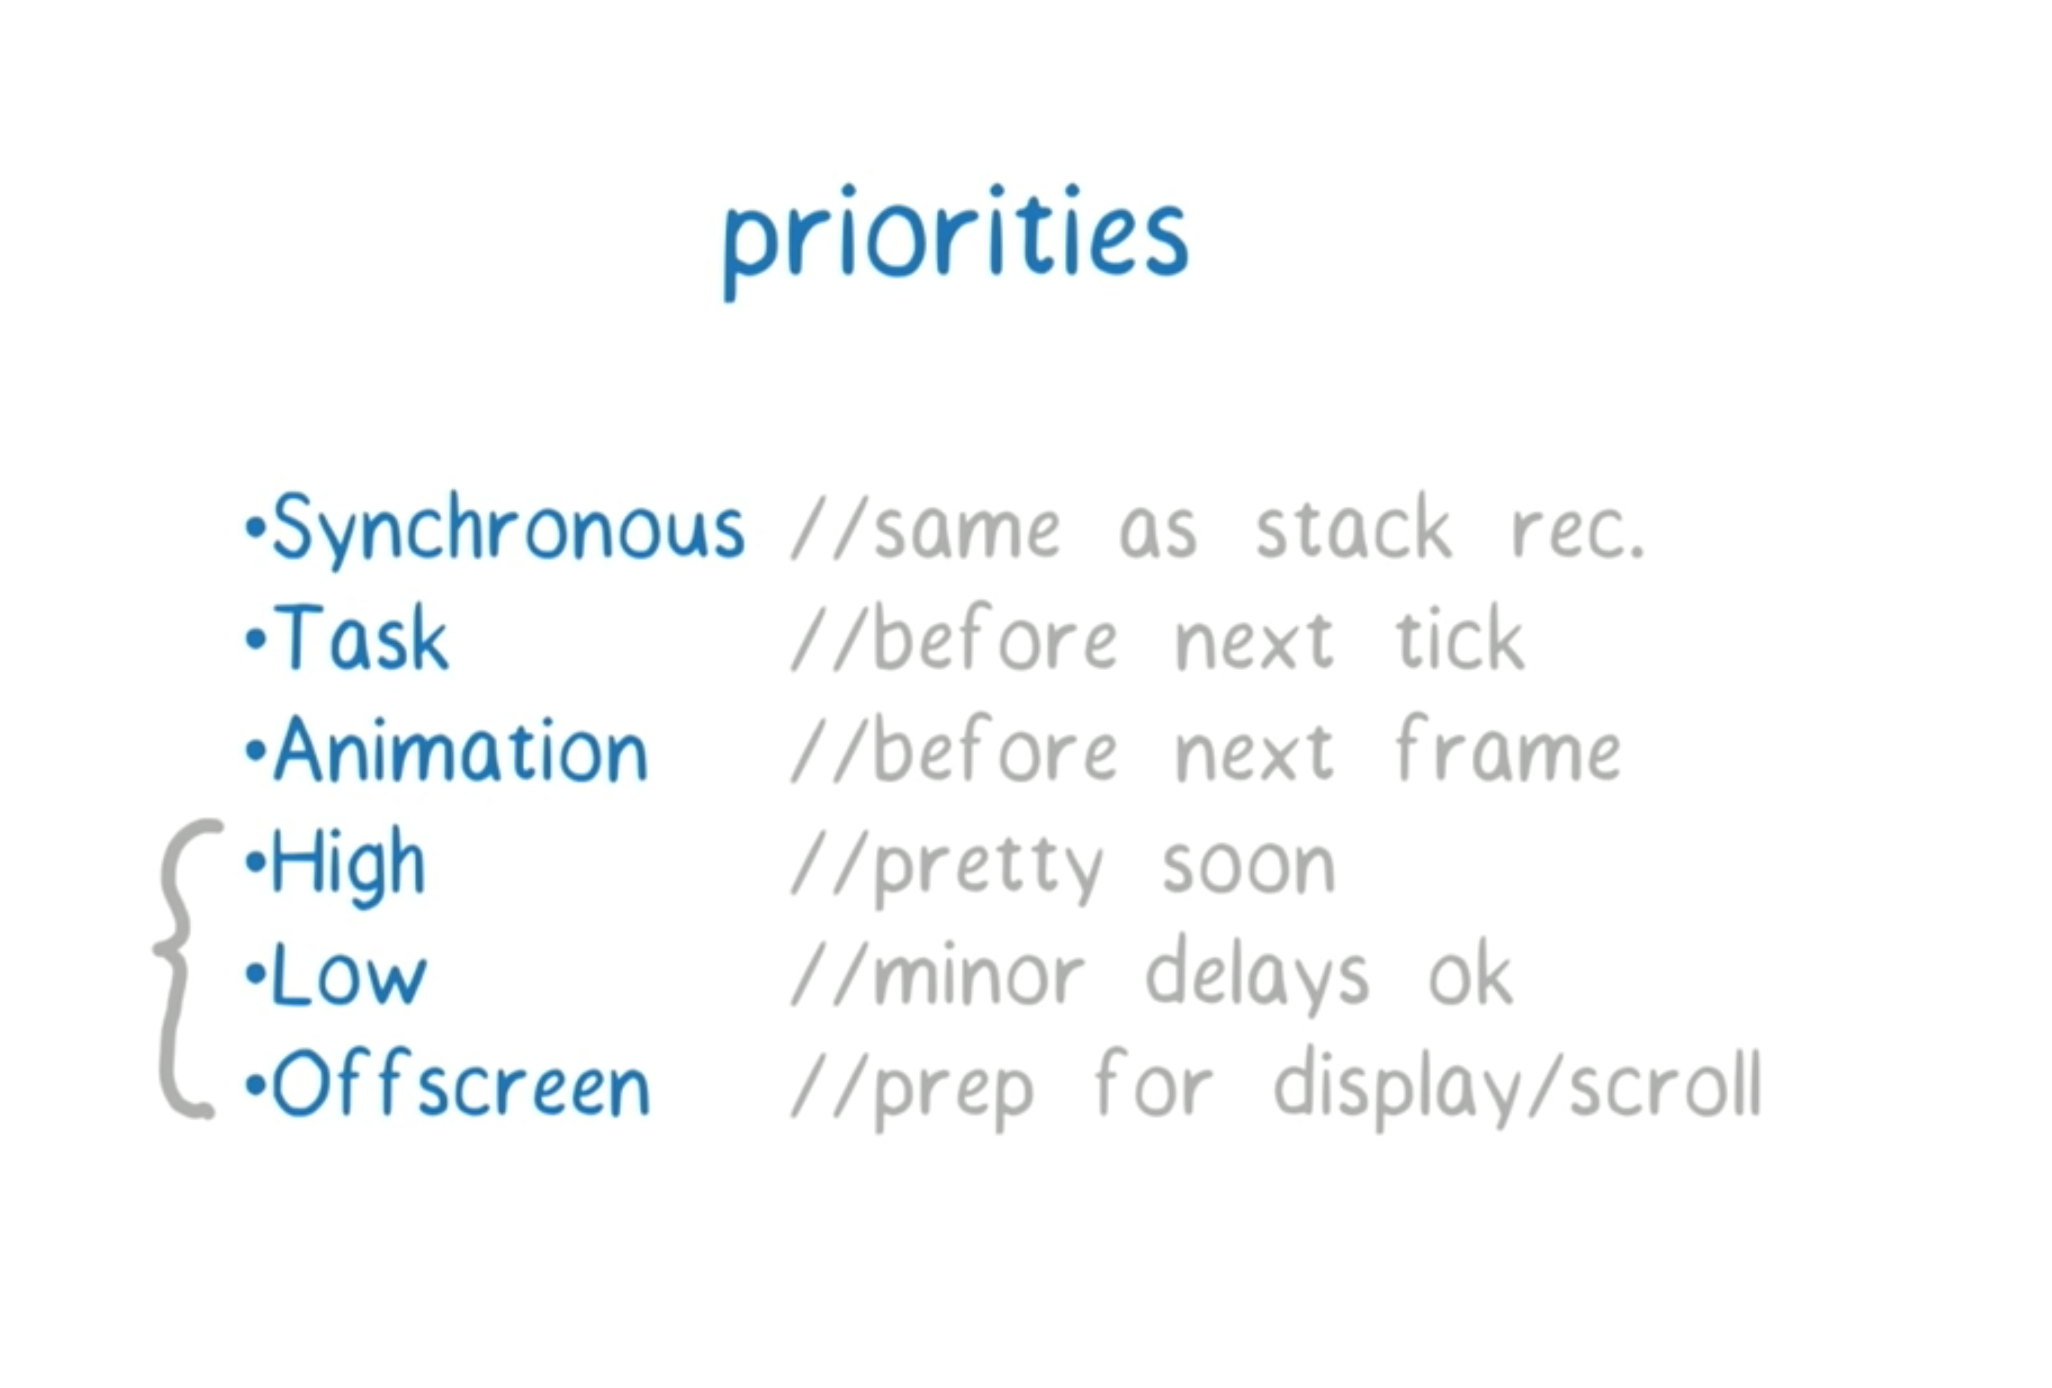 priorities
•Synchronous //same as stack rec.
•Task //before next tick
•Animation //before next frame
•High //pretty soon
•Low //minor delays ok
•Offscreen //prep for display/scroll